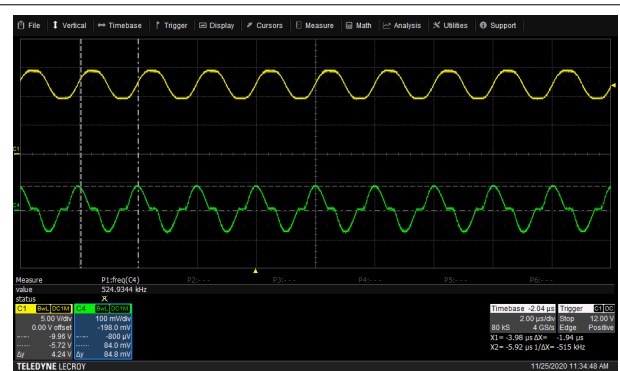 File Vertical Timebase Trigger Display Cursors Measure Math Analysis Utilities Support
C1
C4
Measure P1:freq(C4) P2:--- P3:--- P4:--- P5:--- P6:---
value 524.9344 kHz
status
C1 BwL DC1M C4 BwL DC1M Timebase -2.04 µs Trigger C1 DC
5.00 V/div 100 mV/div 2.00 µs/div Stop 12.00 V
0.00 V offset -198.0 mV 80 kS 4 GS/s Edge Positive
-9.96 V -800 µV X1= -3.98 µs ΔX= -1.94 µs
-5.72 V 84.0 mV X2= -5.92 µs 1/ΔX= -515 kHz
Δy 4.24 V Δy 84.8 mV
TELEDYNE LECROY 11/25/2020 11:34:48 AM